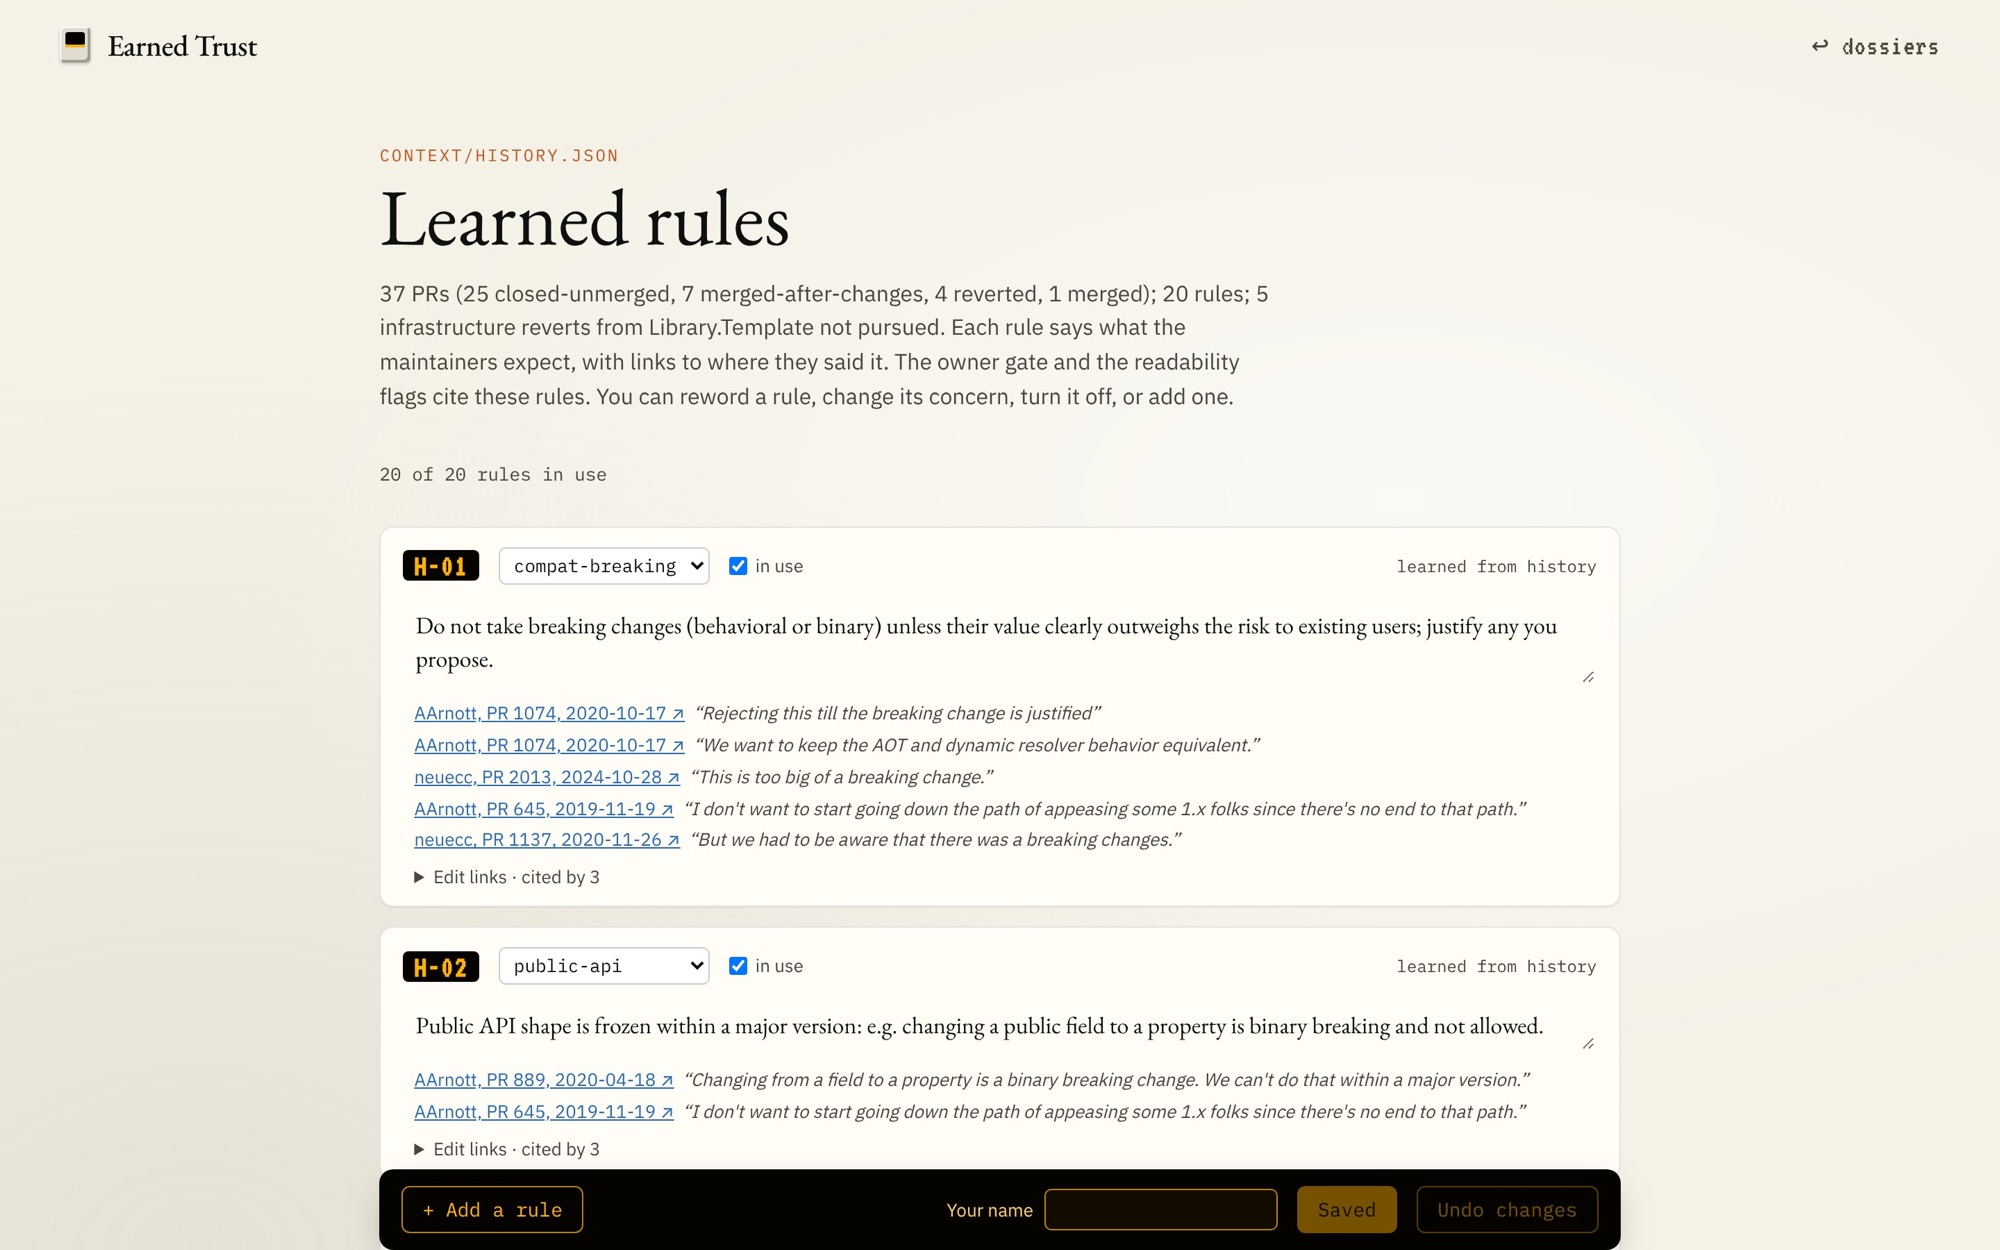 Earned Trust
↩ dossiers
CONTEXT/HISTORY.JSON
Learned rules
37 PRs (25 closed-unmerged, 7 merged-after-changes, 4 reverted, 1 merged); 20 rules; 5
infrastructure reverts from Library.Template not pursued. Each rule says what the
maintainers expect, with links to where they said it. The owner gate and the readability
flags cite these rules. You can reword a rule, change its concern, turn it off, or add one.
20 of 20 rules in use
H-01 compat-breaking in use learned from history
Do not take breaking changes (behavioral or binary) unless their value clearly outweighs the risk to existing users; justify any you
propose.
AArnott, PR 1074, 2020-10-17 ↗ “Rejecting this till the breaking change is justified”
AArnott, PR 1074, 2020-10-17 ↗ “We want to keep the AOT and dynamic resolver behavior equivalent.”
neuecc, PR 2013, 2024-10-28 ↗ “This is too big of a breaking change.”
AArnott, PR 645, 2019-11-19 ↗ “I don't want to start going down the path of appeasing some 1.x folks since there's no end to that path.”
neuecc, PR 1137, 2020-11-26 ↗ “But we had to be aware that there was a breaking changes.”
▶ Edit links · cited by 3
H-02 public-api in use learned from history
Public API shape is frozen within a major version: e.g. changing a public field to a property is binary breaking and not allowed.
AArnott, PR 889, 2020-04-18 ↗ “Changing from a field to a property is a binary breaking change. We can't do that within a major version.”
AArnott, PR 645, 2019-11-19 ↗ “I don't want to start going down the path of appeasing some 1.x folks since there's no end to that path.”
▶ Edit links · cited by 3
+ Add a rule Your name Saved Undo changes